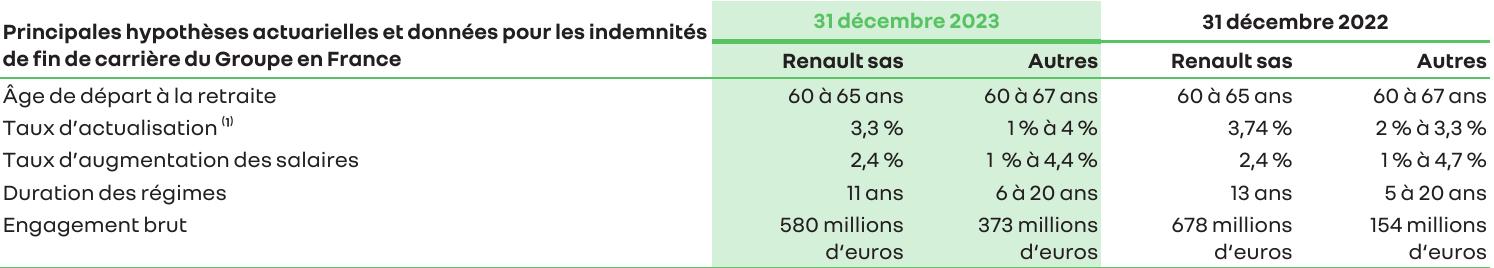 31 décembre 2023 31 décembre 2022
Principales hypothèses actuarielles et données pour les indemnités
de fin de carrière du Groupe en France Renault sas Autres Renault sas Autres
Âge de départ à la retraite 60 à 65 ans 60 à 67 ans 60 à 65 ans 60 à 67 ans
Taux d’actualisation (1) 3,3 % 1 % à 4 % 3,74 % 2 % à 3,3 %
Taux d’augmentation des salaires 2,4 % 1 % à 4,4 % 2,4 % 1 % à 4,7 %
Duration des régimes 11 ans 6 à 20 ans 13 ans 5 à 20 ans
Engagement brut 580 millions 373 millions 678 millions 154 millions
d’euros d’euros d’euros d’euros